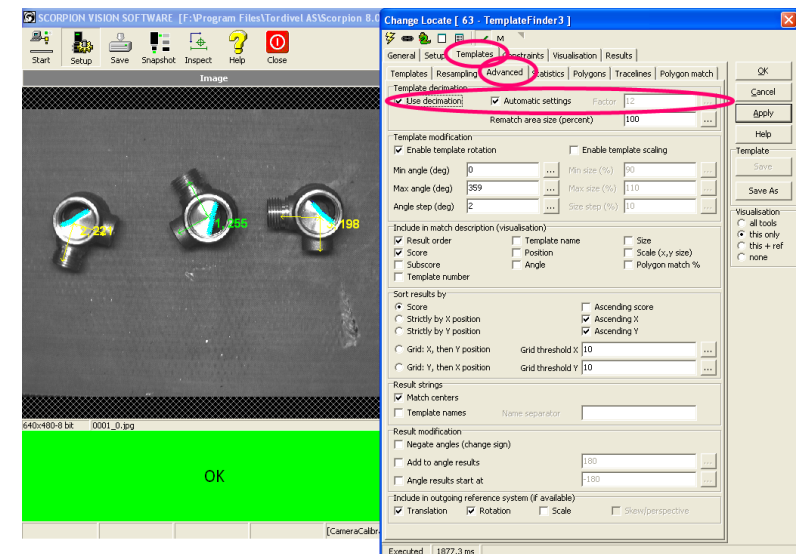 SCORPION VISION SOFTWARE [F:\Program Files\Tordivel AS\Scorpion 8.0
Start Setup Save Snapshot Inspect Help Close
Image
2, 221
1, 255
198
640x480-8 bit 0001_0.jpg
OK
[CameraCalibr
Change Locate [ 63 - TemplateFinder3 ]
M
General Setup Templates Constraints Visualisation Results
Templates Resampling Advanced Statistics Polygons Tracelines Polygon match
Template decimation
Use decimation Automatic settings Factor 12 ...
Rematch area size (percent) 100 ...
Template modification
Enable template rotation Enable template scaling
Min angle (deg) 0 ... Min size (%) 90 ...
Max angle (deg) 359 ... Max size (%) 110 ...
Angle step (deg) 2 ... Size step (%) 10 ...
Include in match description (visualisation)
Result order Template name Size
Score Position Scale (x,y size)
Subscore Angle Polygon match %
Template number
Sort results by
Score Ascending score
Strictly by X position Ascending X
Strictly by Y position Ascending Y
Grid: X, then Y position Grid threshold X 10 ...
Grid: Y, then X position Grid threshold Y 10 ...
Result strings
Match centers
Template names Name separator
Result modification
Negate angles (change sign)
Add to angle results 180 ...
Angle results start at -180 ...
Include in outgoing reference system (if available)
Translation Rotation Scale Skew/perspective
Executed 1877,3 ms
OK
Cancel
Apply
Help
Template
Save
Save As
Visualisation
all tools
this only
this + ref
none